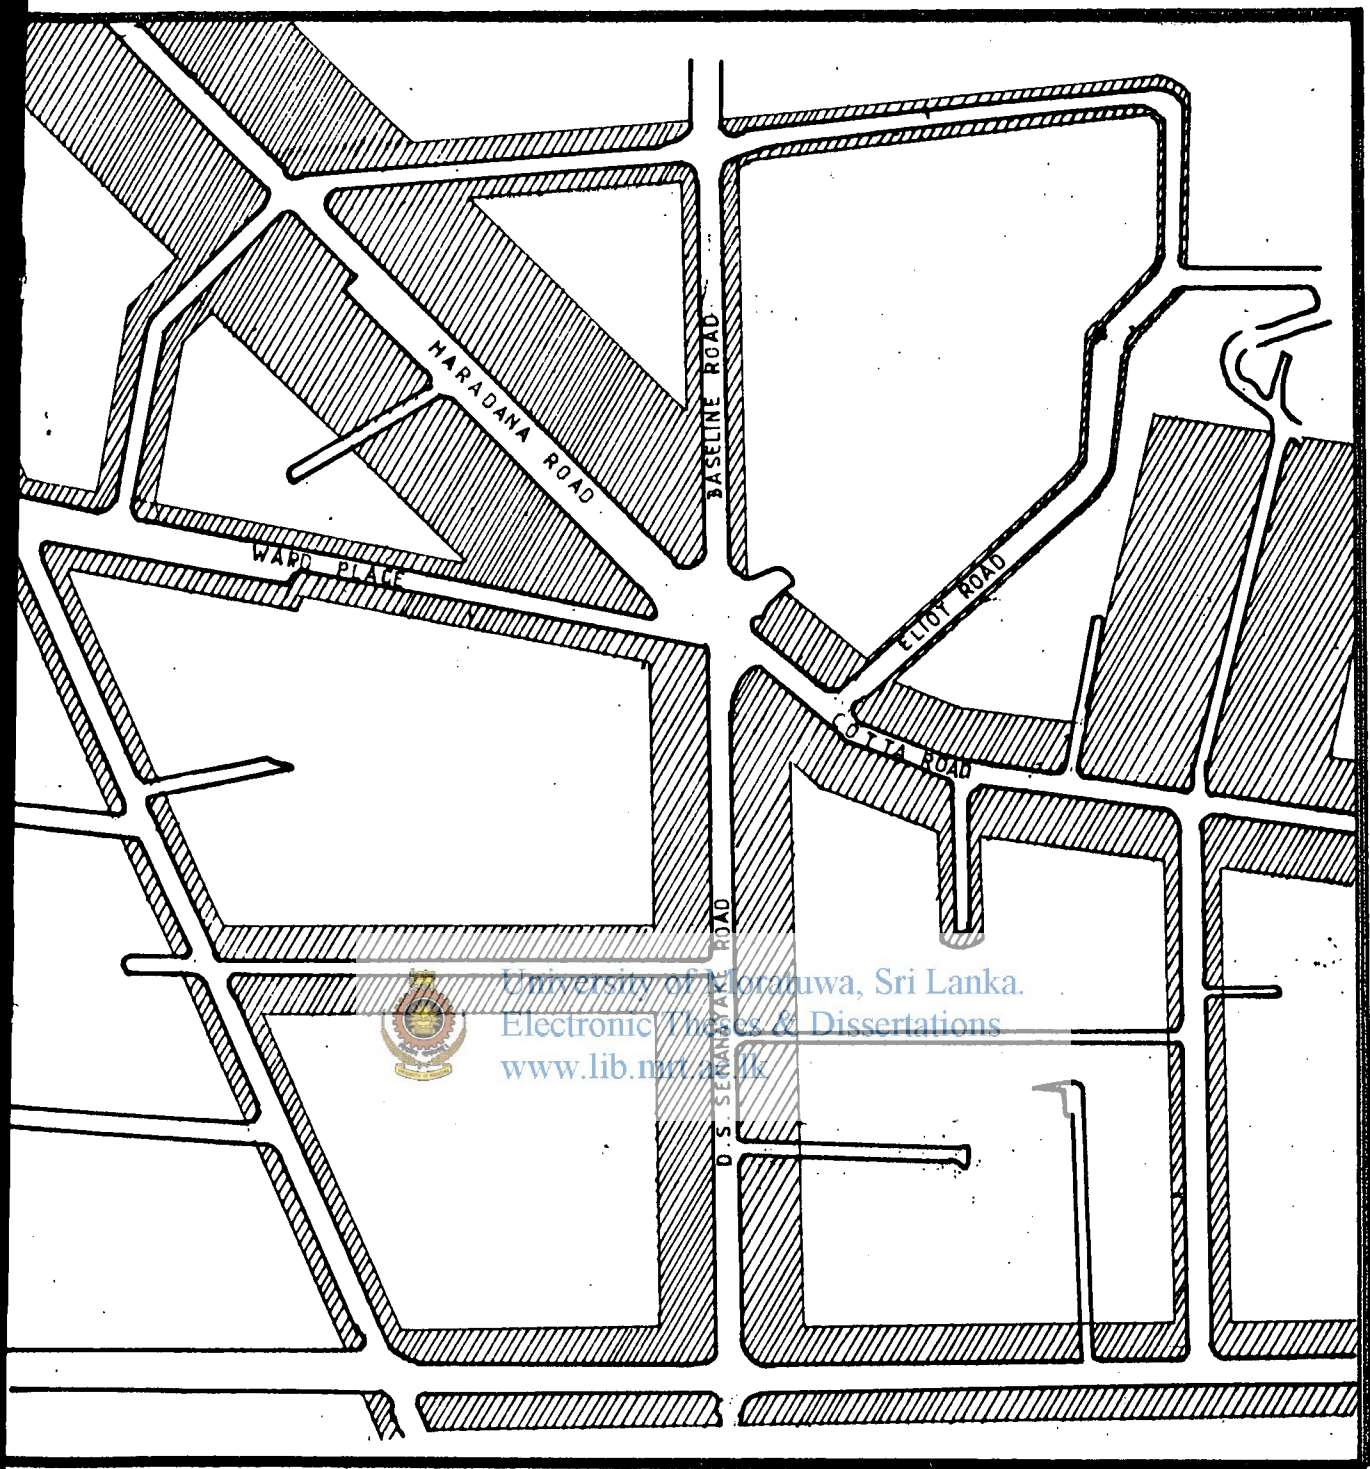 MARADANA ROAD
BASELINE ROAD
WARD PLACE
ELIOT ROAD
COTTA ROAD
D.S. SENANAYAKE ROAD
University of Moratuwa, Sri Lanka.
Electronic Theses & Dissertations
www.lib.mrt.ac.lk